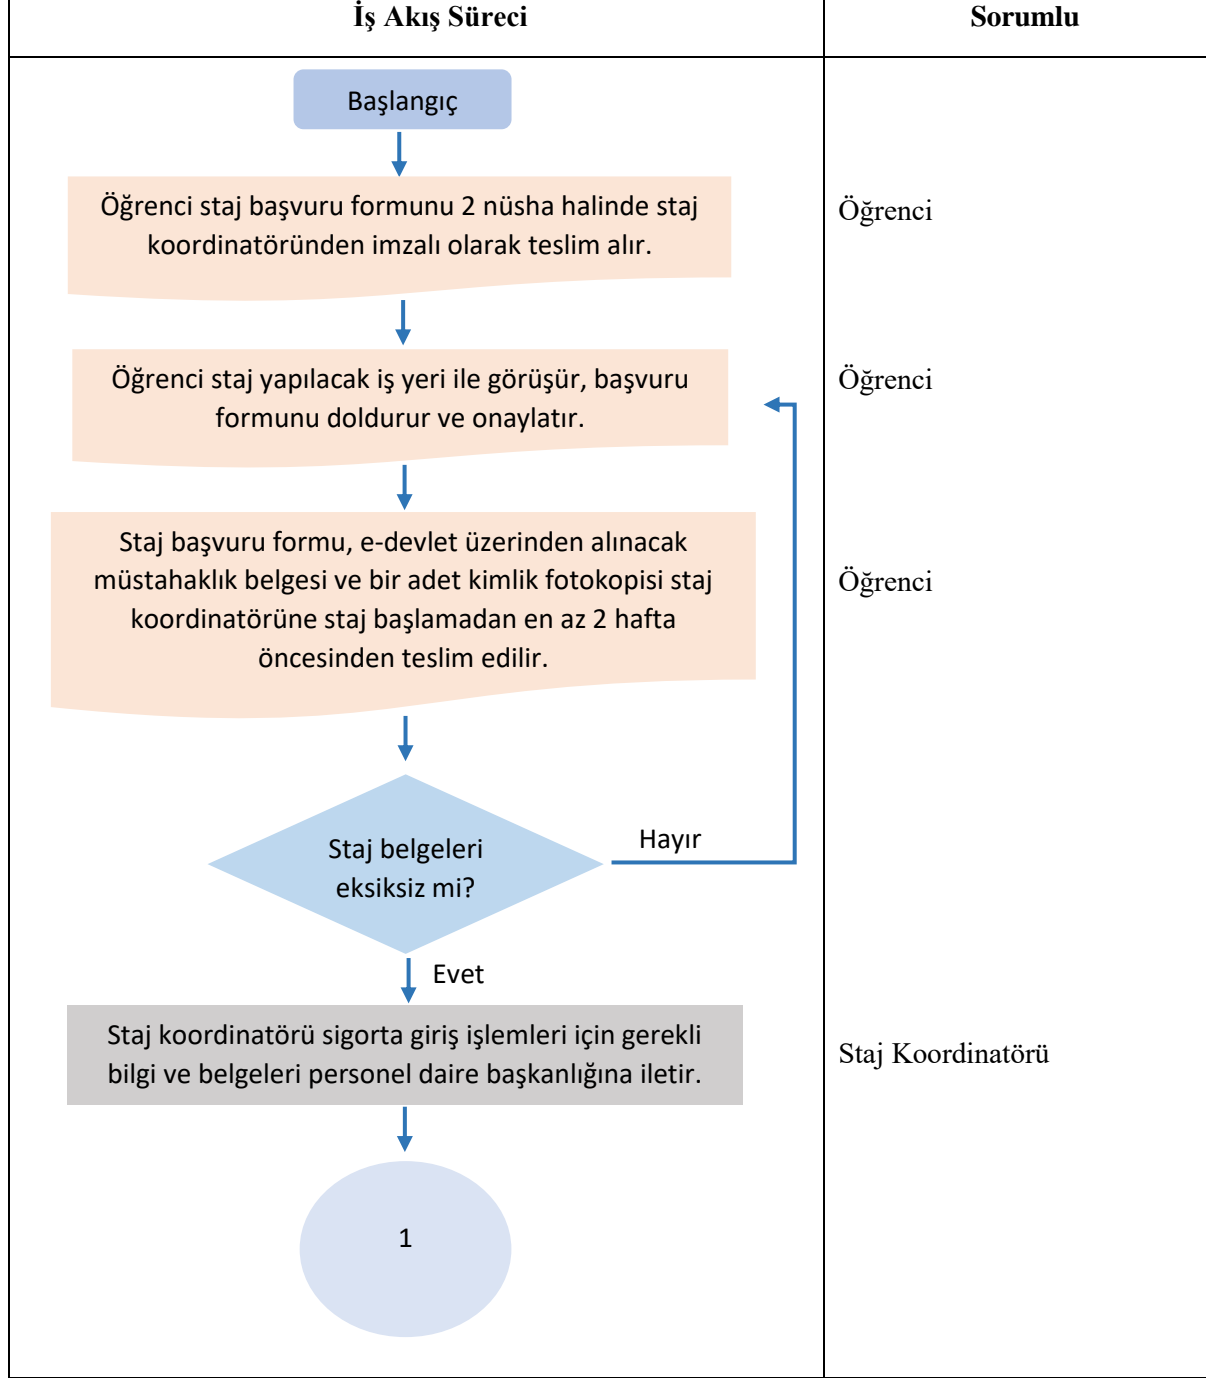 İş Akış Süreci
Sorumlu
Başlangıç
Öğrenci staj başvuru formunu 2 nüsha halinde staj
koordinatöründen imzalı olarak teslim alır.
Öğrenci
Öğrenci staj yapılacak iş yeri ile görüşür, başvuru
formunu doldurur ve onaylatır.
Öğrenci
Staj başvuru formu, e-devlet üzerinden alınacak
müstahaklık belgesi ve bir adet kimlik fotokopisi staj
koordinatörüne staj başlamadan en az 2 hafta
öncesinden teslim edilir.
Öğrenci
Staj belgeleri
eksiksiz mi?
Hayır
Evet
Staj koordinatörü sigorta giriş işlemleri için gerekli
bilgi ve belgeleri personel daire başkanlığına iletir.
Staj Koordinatörü
1